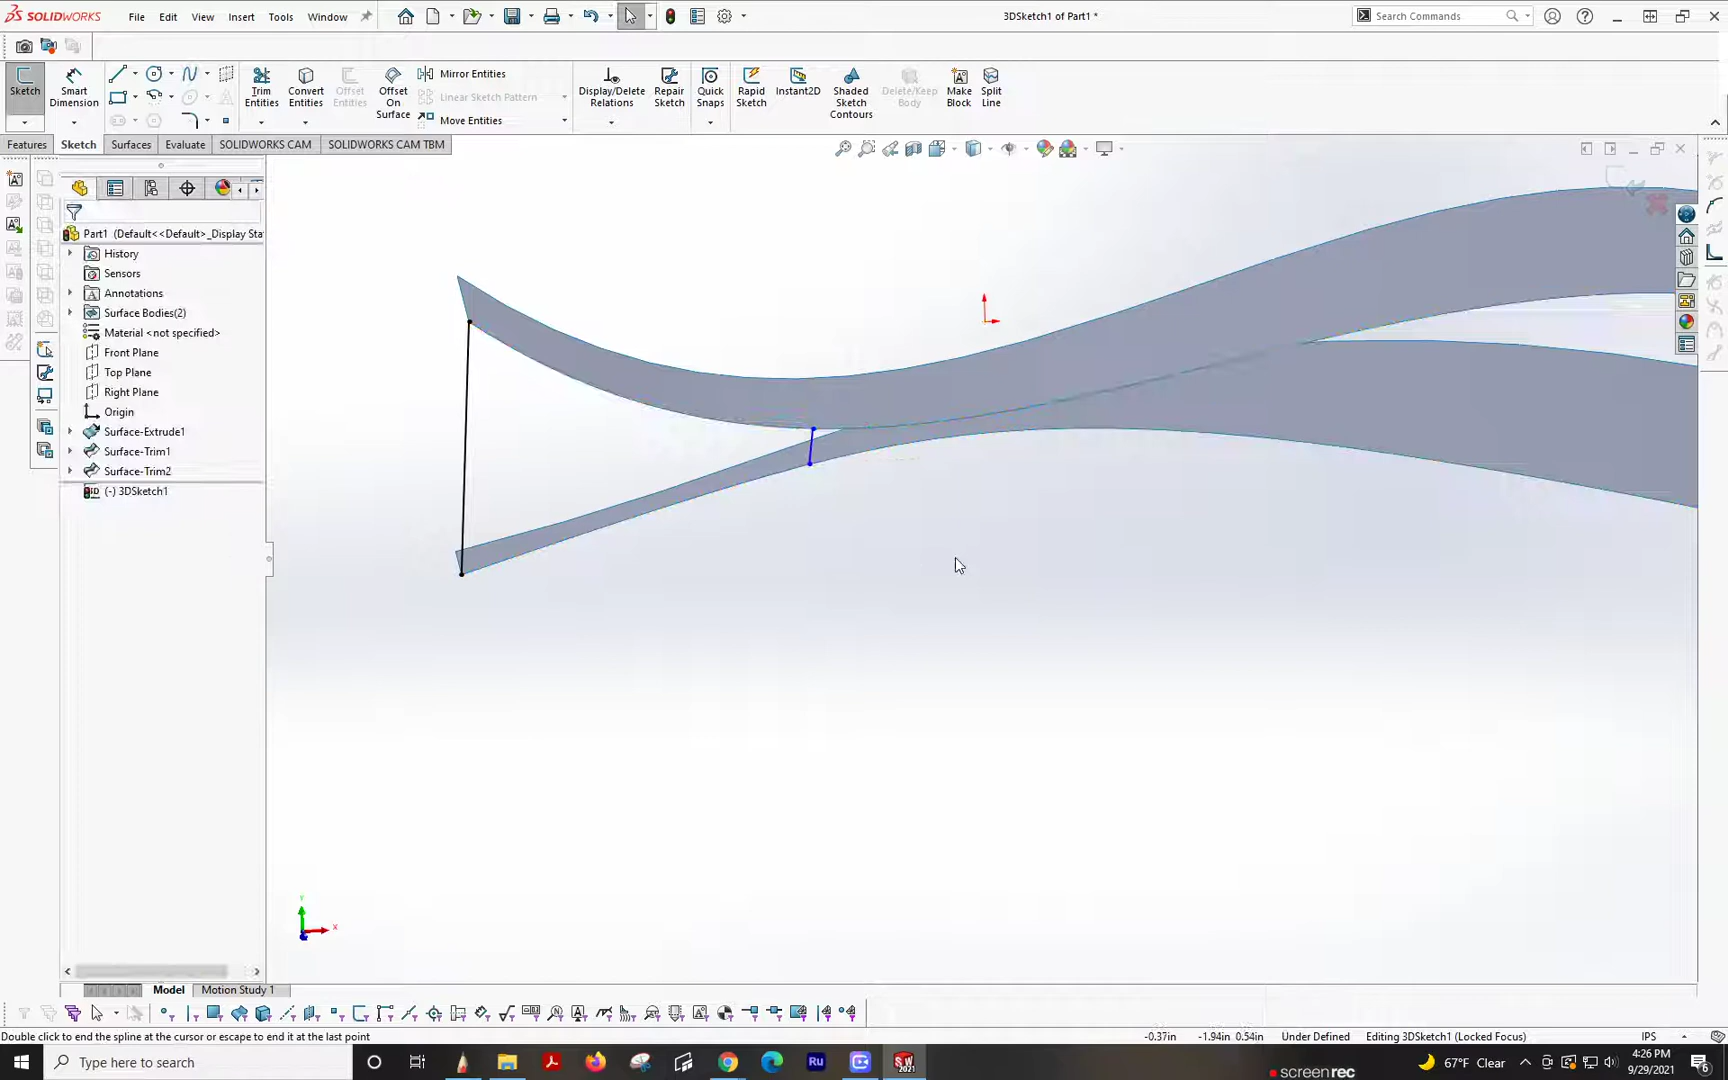 SOLIDWORKS File Edit View Insert Tools Window 3DSketch1 of Part1 * Search Commands
Sketch Smart Dimension Trim Entities Convert Entities Offset Entities Offset On Surface Mirror Entities Linear Sketch Pattern Move Entities Display/Delete Relations Repair Sketch Quick Snaps Rapid Sketch Instant2D Shaded Sketch Contours Delete/Keep Body Make Block Split Line
Features Sketch Surfaces Evaluate SOLIDWORKS CAM SOLIDWORKS CAM TBM
Part1 (Default<<Default>_Display Sta
History
Sensors
Annotations
Surface Bodies(2)
Material <not specified>
Front Plane
Top Plane
Right Plane
Origin
Surface-Extrude1
Surface-Trim1
Surface-Trim2
(-) 3DSketch1
Y
X
Model Motion Study 1
Double click to end the spline at the cursor or escape to end it at the last point -0.37in -1.94in 0.54in Under Defined Editing 3DSketch1 (Locked Focus) IPS
Type here to search Ru SW 2021 67°F Clear 4:26 PM
9/29/2021 6
screenrec